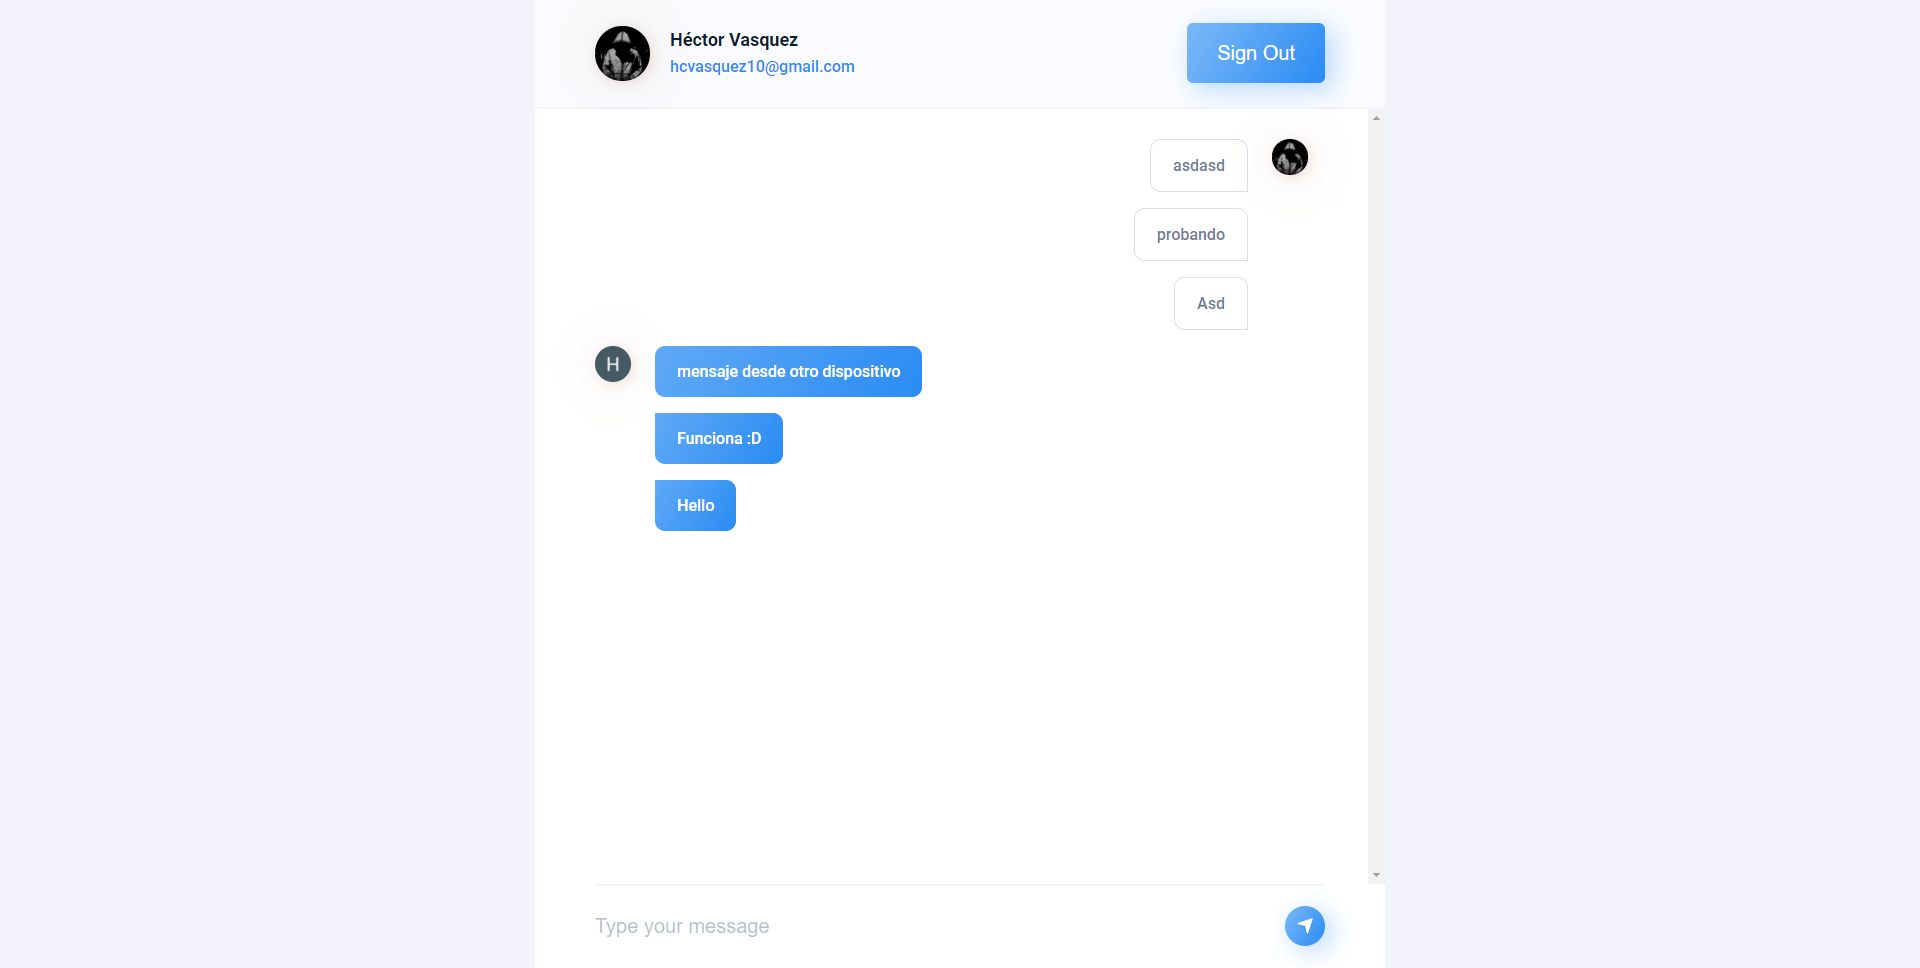 Héctor Vasquez
hcvasquez10@gmail.com
Sign Out
asdasd
probando
Asd
H
mensaje desde otro dispositivo
Funciona :D
Hello
Type your message